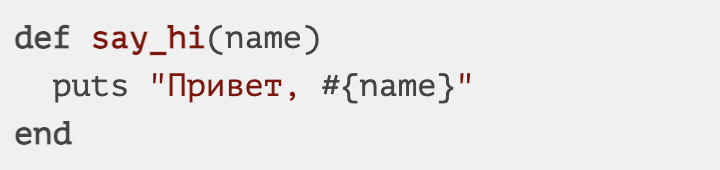 def say_hi(name)
  puts "Привет, #{name}"
end